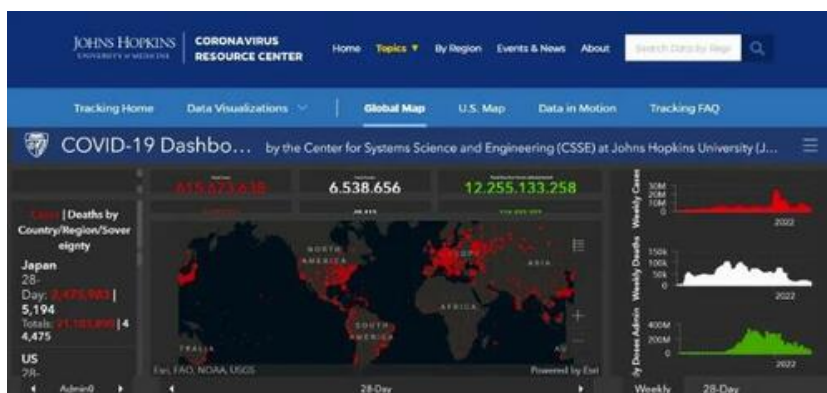 JOHNS HOPKINS
UNIVERSITY of MEDICINE
CORONAVIRUS
RESOURCE CENTER
Home Topics ▼ By Region Events & News About
Tracking Home Data Visualizations Global Map U.S. Map Data in Motion Tracking FAQ
COVID-19 Dashbo... by the Center for Systems Science and Engineering (CSSE) at Johns Hopkins University (J...
6.538.656
12.255.133.258
| Deaths by
Country/Region/Sover
eignty
Japan
28-
Day: |
5,194
Totals: | 4
4,475
US
28-
Admin0
NORTH
AMERICA
ASIA
AFRICA
SOUTH
AMERICA
Esri, FAO, NOAA, USGS
Powered by Esri
28-Day
Weekly Cases
30M
20M
10M
0
2022
Weekly Deaths
150k
100k
50k
0
2022
ly Doses Admin
400M
200M
0
2022
Weekly 28-Day